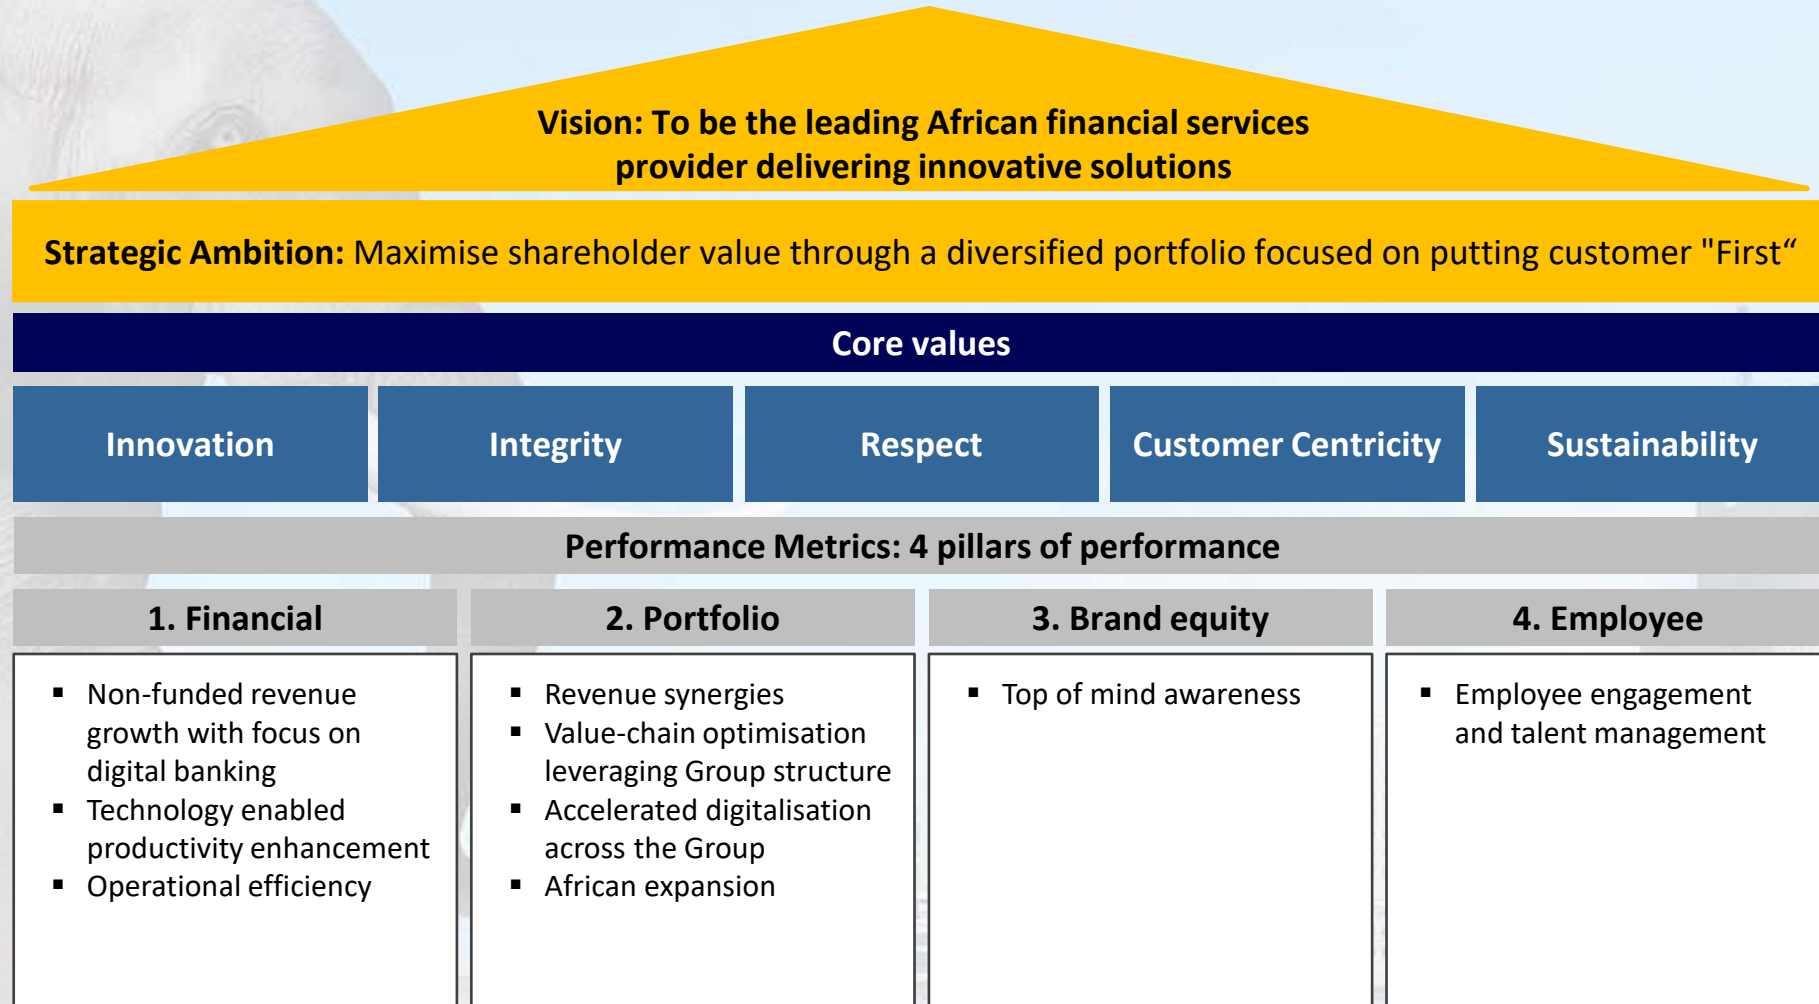 Vision: To be the leading African financial services
provider delivering innovative solutions
Strategic Ambition: Maximise shareholder value through a diversified portfolio focused on putting customer "First“
Core values
Innovation
Integrity
Respect
Customer Centricity
Sustainability
Performance Metrics: 4 pillars of performance
1. Financial
▪ Non-funded revenue
growth with focus on
digital banking
▪ Technology enabled
productivity enhancement
▪ Operational efficiency
2. Portfolio
▪ Revenue synergies
▪ Value-chain optimisation
leveraging Group structure
▪ Accelerated digitalisation
across the Group
▪ African expansion
3. Brand equity
▪ Top of mind awareness
4. Employee
▪ Employee engagement
and talent management